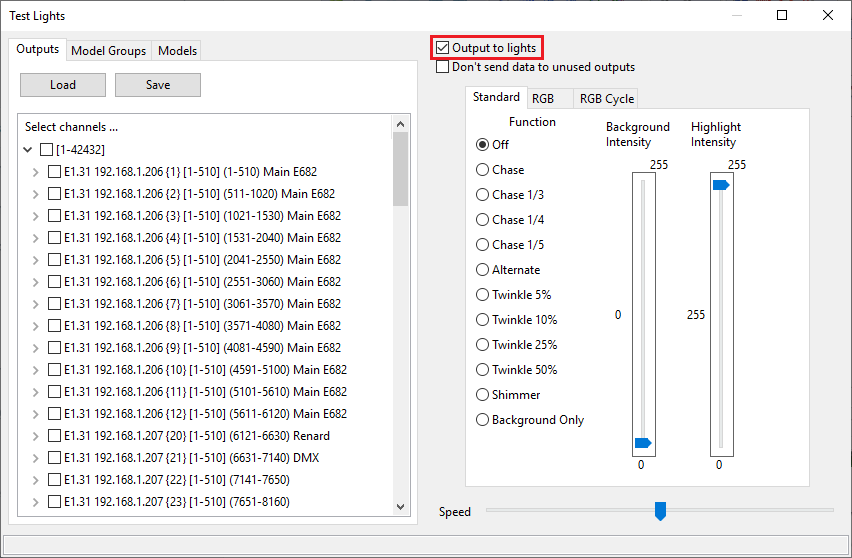 Test Lights
Outputs Model Groups Models
Load Save
Select channels ...
[1-42432]
E1.31 192.168.1.206 {1} [1-510] (1-510) Main E682
E1.31 192.168.1.206 {2} [1-510] (511-1020) Main E682
E1.31 192.168.1.206 {3} [1-510] (1021-1530) Main E682
E1.31 192.168.1.206 {4} [1-510] (1531-2040) Main E682
E1.31 192.168.1.206 {5} [1-510] (2041-2550) Main E682
E1.31 192.168.1.206 {6} [1-510] (2551-3060) Main E682
E1.31 192.168.1.206 {7} [1-510] (3061-3570) Main E682
E1.31 192.168.1.206 {8} [1-510] (3571-4080) Main E682
E1.31 192.168.1.206 {9} [1-510] (4081-4590) Main E682
E1.31 192.168.1.206 {10} [1-510] (4591-5100) Main E682
E1.31 192.168.1.206 {11} [1-510] (5101-5610) Main E682
E1.31 192.168.1.206 {12} [1-510] (5611-6120) Main E682
E1.31 192.168.1.207 {20} [1-510] (6121-6630) Renard
E1.31 192.168.1.207 {21} [1-510] (6631-7140) DMX
E1.31 192.168.1.207 {22} [1-510] (7141-7650)
E1.31 192.168.1.207 {23} [1-510] (7651-8160)
Output to lights
Don't send data to unused outputs
Standard RGB RGB Cycle
Function
Off
Chase
Chase 1/3
Chase 1/4
Chase 1/5
Alternate
Twinkle 5%
Twinkle 10%
Twinkle 25%
Twinkle 50%
Shimmer
Background Only
Background
Intensity
255
0
0
Highlight
Intensity
255
255
0
Speed